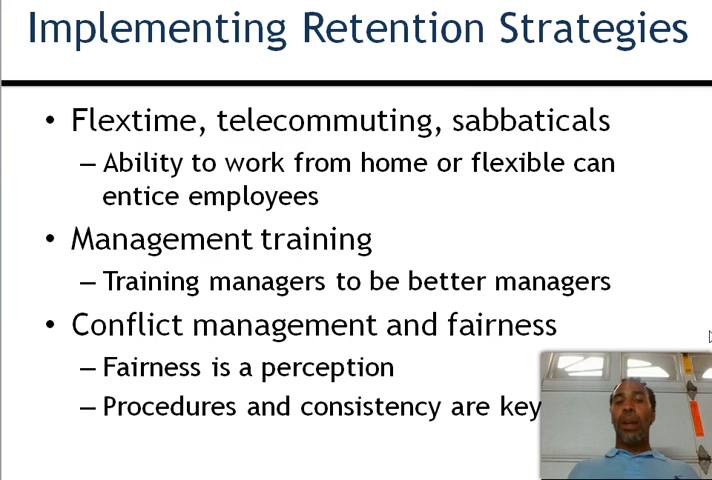 Implementing Retention Strategies
• Flextime, telecommuting, sabbaticals
– Ability to work from home or flexible can
entice employees
• Management training
– Training managers to be better managers
• Conflict management and fairness
– Fairness is a perception
– Procedures and consistency are key